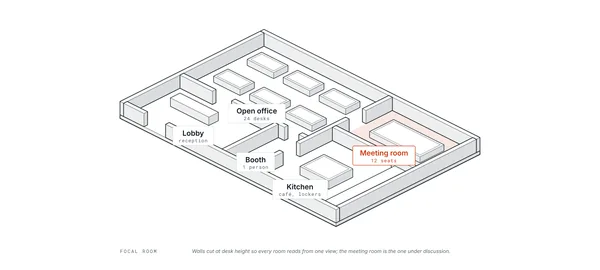 Open office
24 desks
Lobby
reception
Meeting room
12 seats
Booth
1 person
Kitchen
café, lockers
FOCAL ROOM
Walls cut at desk height so every room reads from one view; the meeting room is the one under discussion.